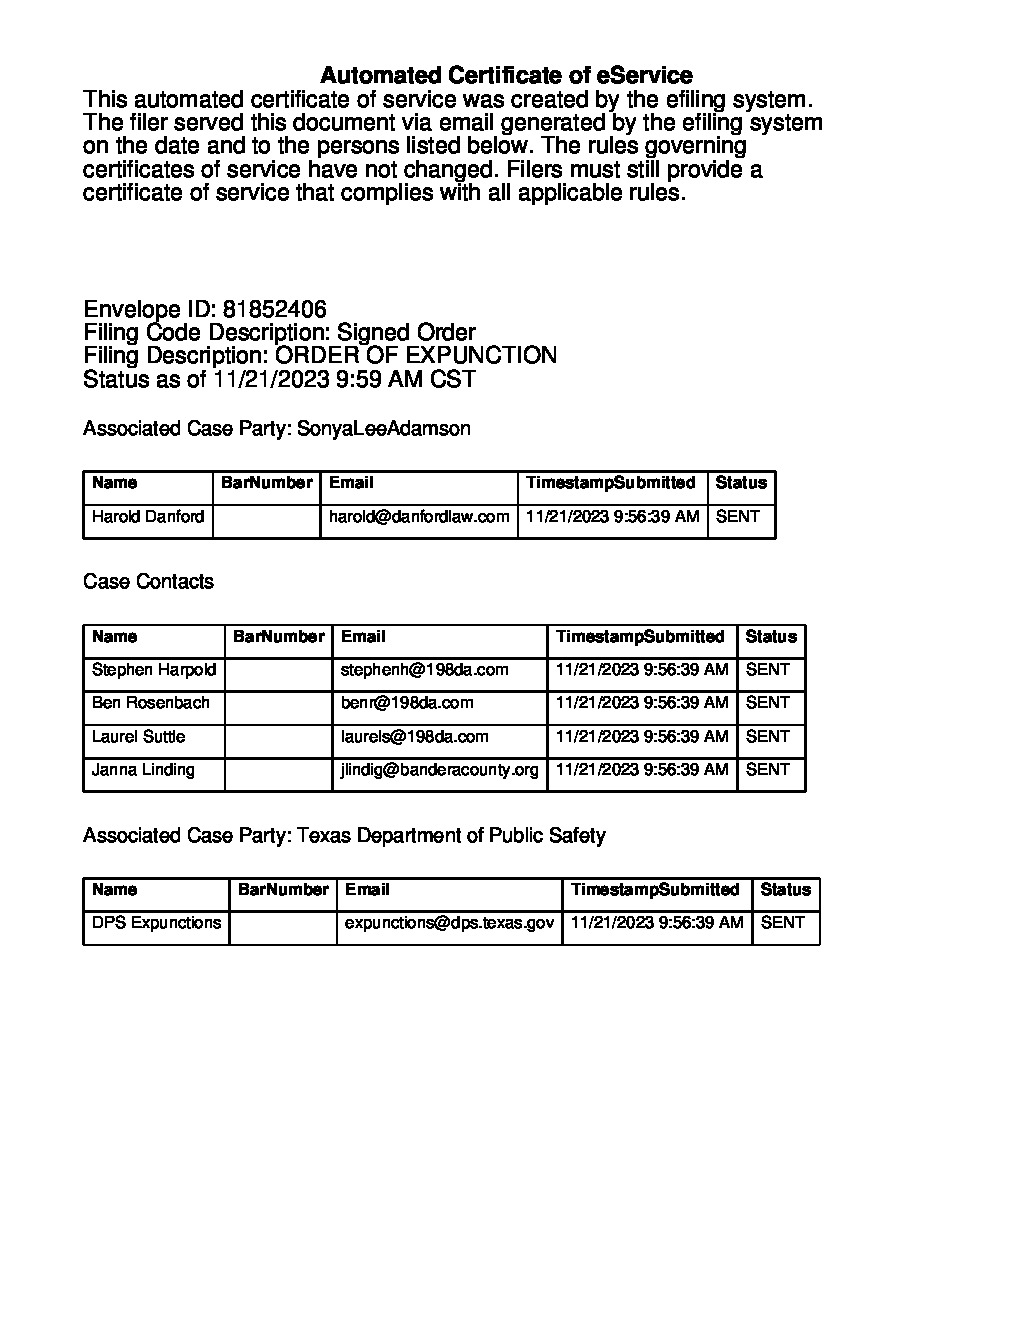 Automated Certificate of eService
This automated certificate of service was created by the efiling system.
The filer served this document via email generated by the efiling system
on the date and to the persons listed below. The rules governing
certificates of service have not changed. Filers must still provide a
certificate of service that complies with all applicable rules.
Envelope ID: 81852406
Filing Code Description: Signed Order
Filing Description: ORDER OF EXPUNCTION
Status as of 11/21/2023 9:59 AM CST
Associated Case Party: SonyaLeeAdamson
Name BarNumber Email TimestampSubmitted Status
Harold Danford harold@danfordlaw.com 11/21/2023 9:56:39 AM SENT
Case Contacts
Name BarNumber Email TimestampSubmitted Status
Stephen Harpold stephenh@198da.com 11/21/2023 9:56:39 AM SENT
Ben Rosenbach benr@198da.com 11/21/2023 9:56:39 AM SENT
Laurel Suttle laurels@198da.com 11/21/2023 9:56:39 AM SENT
Janna Linding jlindig@banderacounty.org 11/21/2023 9:56:39 AM SENT
Associated Case Party: Texas Department of Public Safety
Name BarNumber Email TimestampSubmitted Status
DPS Expunctions expunctions@dps.texas.gov 11/21/2023 9:56:39 AM SENT